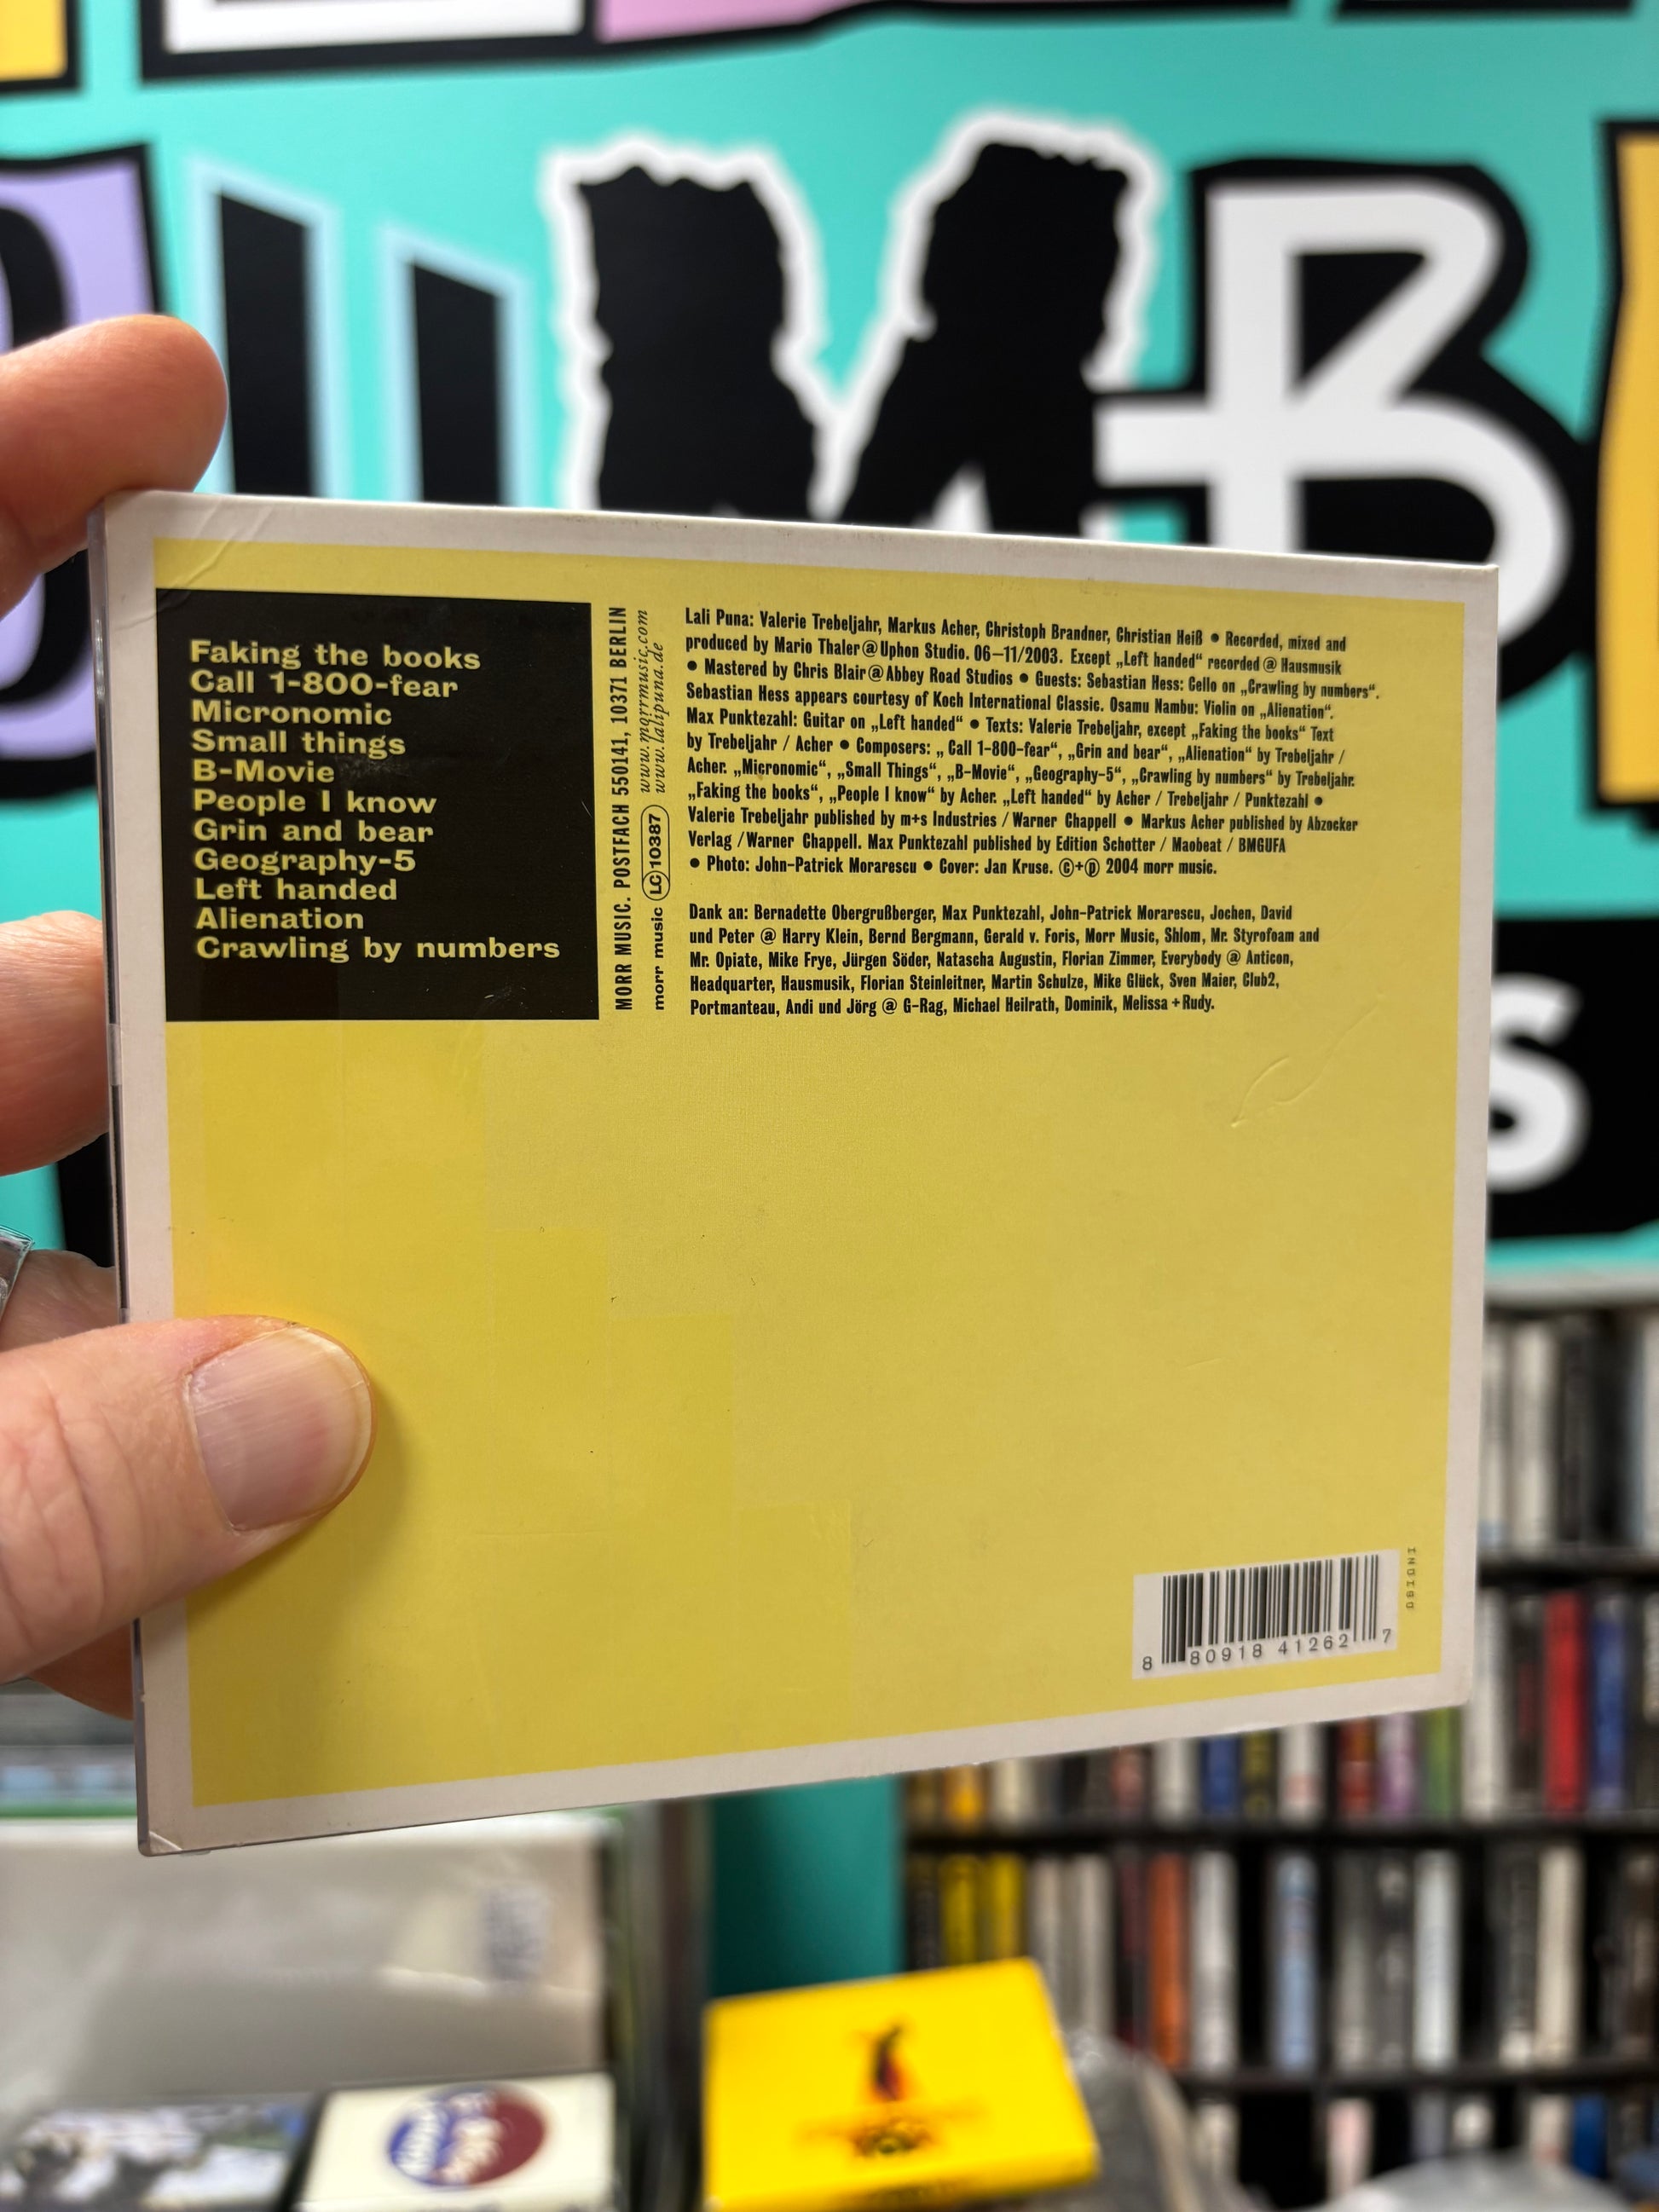 UMB
s
Faking the books
Call 1-800-fear
Micronomic
Small things
B-Movie
People I know
Grin and bear
Geography-5
Left handed
Alienation
Crawling by numbers
MORR MUSIC. POSTFACH 550141, 10371 BERLIN
morr music LC 10387 www.morrmusic.com
www.lalipuna.de
Lali Puna: Valerie Trebeljahr, Markus Acher, Christoph Brandner, Christian Heiß ● Recorded, mixed and
produced by Mario Thaler@Uphon Studio. 06–11/2003. Except „Left handed“ recorded @ Hausmusik
● Mastered by Chris Blair@Abbey Road Studios ● Guests: Sebastian Hess: Cello on „Crawling by numbers“.
Sebastian Hess appears courtesy of Koch International Classic. Osamu Nambu: Violin on „Alienation“.
Max Punktezahl: Guitar on „Left handed“ ● Texts: Valerie Trebeljahr, except „Faking the books“ Text
by Trebeljahr / Acher ● Composers: „ Call 1-800-fear“, „Grin and bear“, „Alienation“ by Trebeljahr /
Acher. „Micronomic“, „Small Things“, „B-Movie“, „Geography-5“, „Crawling by numbers“ by Trebeljahr.
„Faking the books“, „People I know“ by Acher. „Left handed“ by Acher / Trebeljahr / Punktezahl ●
Valerie Trebeljahr published by m+s Industries / Warner Chappell ● Markus Acher published by Abzocker
Verlag /Warner Chappell. Max Punktezahl published by Edition Schotter / Maobeat / BMGUFA
● Photo: John-Patrick Morarescu ● Cover: Jan Kruse. ©+℗ 2004 morr music.
Dank an: Bernadette Obergrußberger, Max Punktezahl, John-Patrick Morarescu, Jochen, David
und Peter @ Harry Klein, Bernd Bergmann, Gerald v. Foris, Morr Music, Shlom, Mr. Styrofoam and
Mr. Opiate, Mike Frye, Jürgen Söder, Natascha Augustin, Florian Zimmer, Everybody @ Anticon,
Headquarter, Hausmusik, Florian Steinleitner, Martin Schulze, Mike Glück, Sven Maier, Club2,
Portmanteau, Andi und Jörg @ G-Rag, Michael Heilrath, Dominik, Melissa +Rudy.
INDIGO
8 80918 41262 7